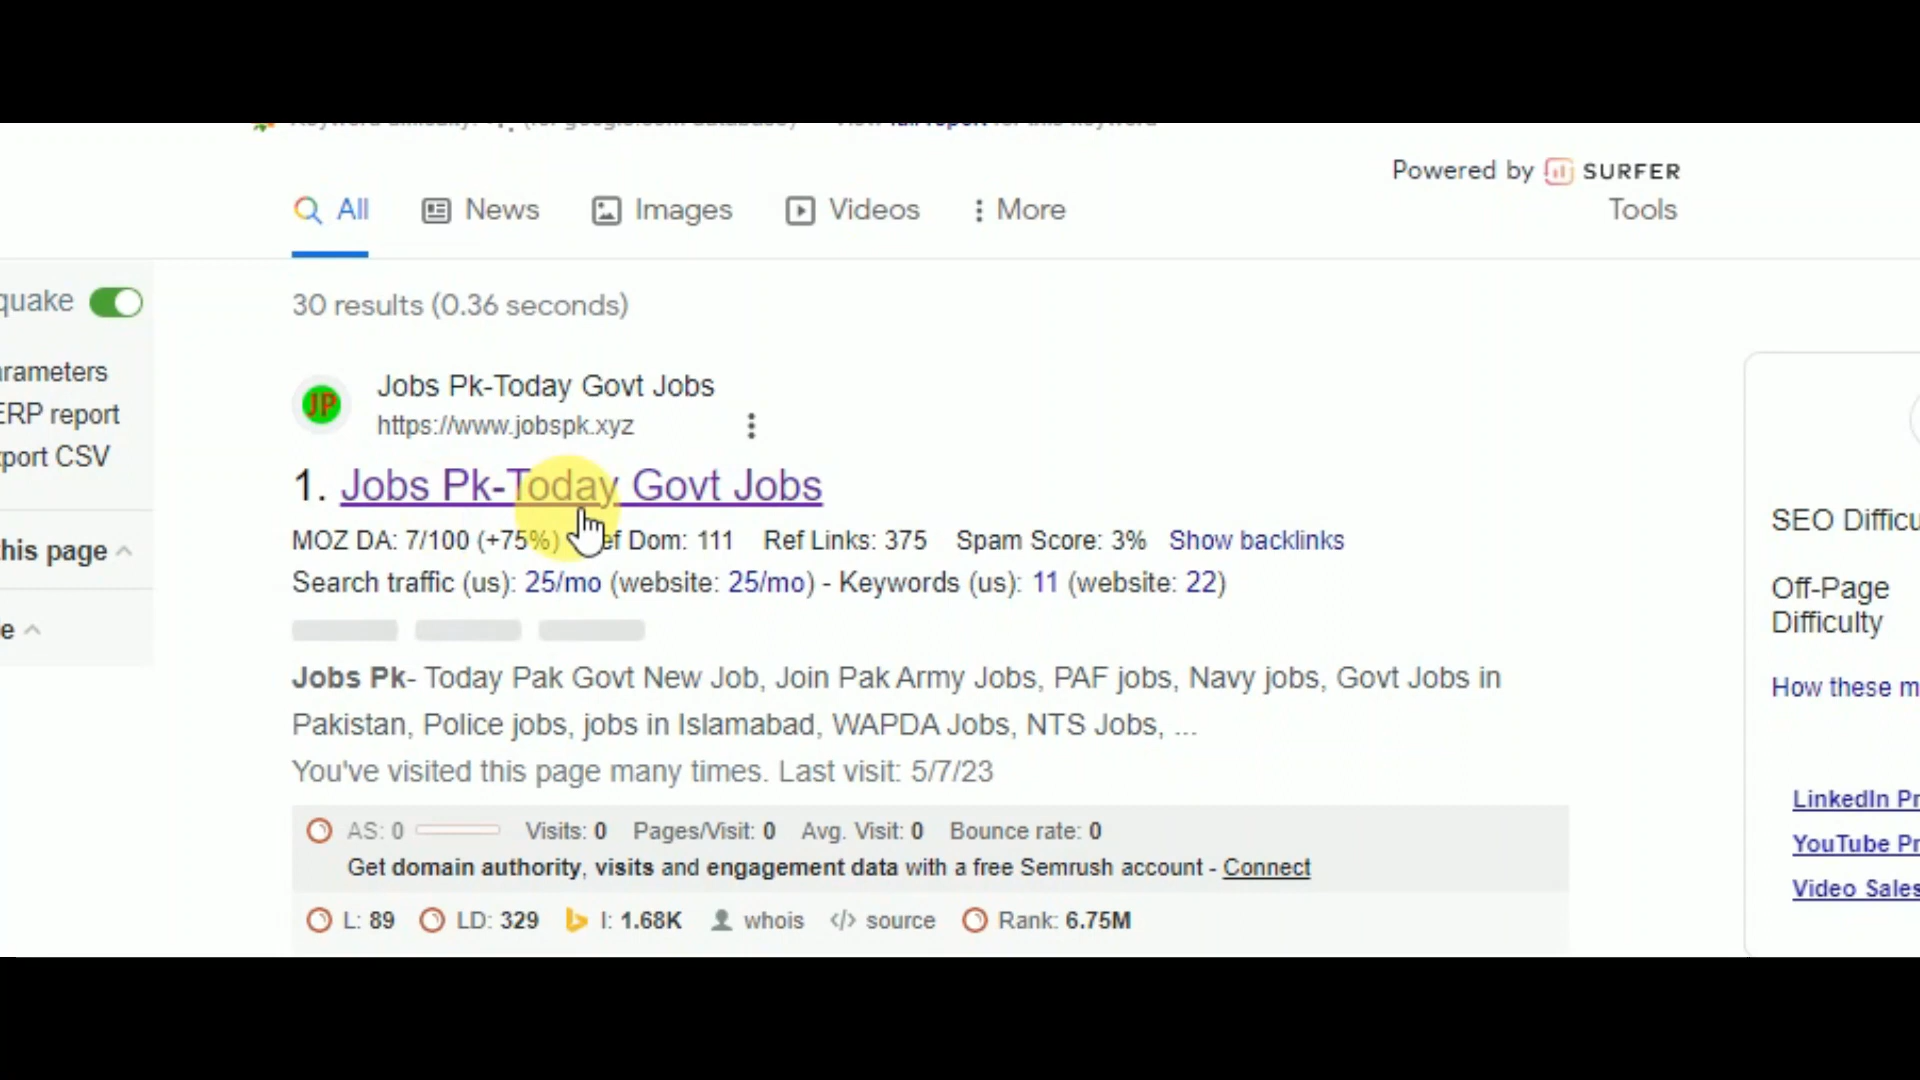 Powered by SURFER
All News Images Videos More Tools
quake
30 results (0.36 seconds)
rameters
ERP report
port CSV
this page
e
JP
Jobs Pk-Today Govt Jobs
https://www.jobspk.xyz
1. Jobs Pk-Today Govt Jobs
MOZ DA: 7/100 (+75%) ef Dom: 111 Ref Links: 375 Spam Score: 3% Show backlinks
Search traffic (us): 25/mo (website: 25/mo) - Keywords (us): 11 (website: 22)
Jobs Pk- Today Pak Govt New Job, Join Pak Army Jobs, PAF jobs, Navy jobs, Govt Jobs in
Pakistan, Police jobs, jobs in Islamabad, WAPDA Jobs, NTS Jobs, ...
You've visited this page many times. Last visit: 5/7/23
AS: 0 Visits: 0 Pages/Visit: 0 Avg. Visit: 0 Bounce rate: 0
Get domain authority, visits and engagement data with a free Semrush account - Connect
L: 89 LD: 329 I: 1.68K whois source Rank: 6.75M
SEO Difficu
Off-Page
Difficulty
How these m
LinkedIn Pr
YouTube Pr
Video Sales